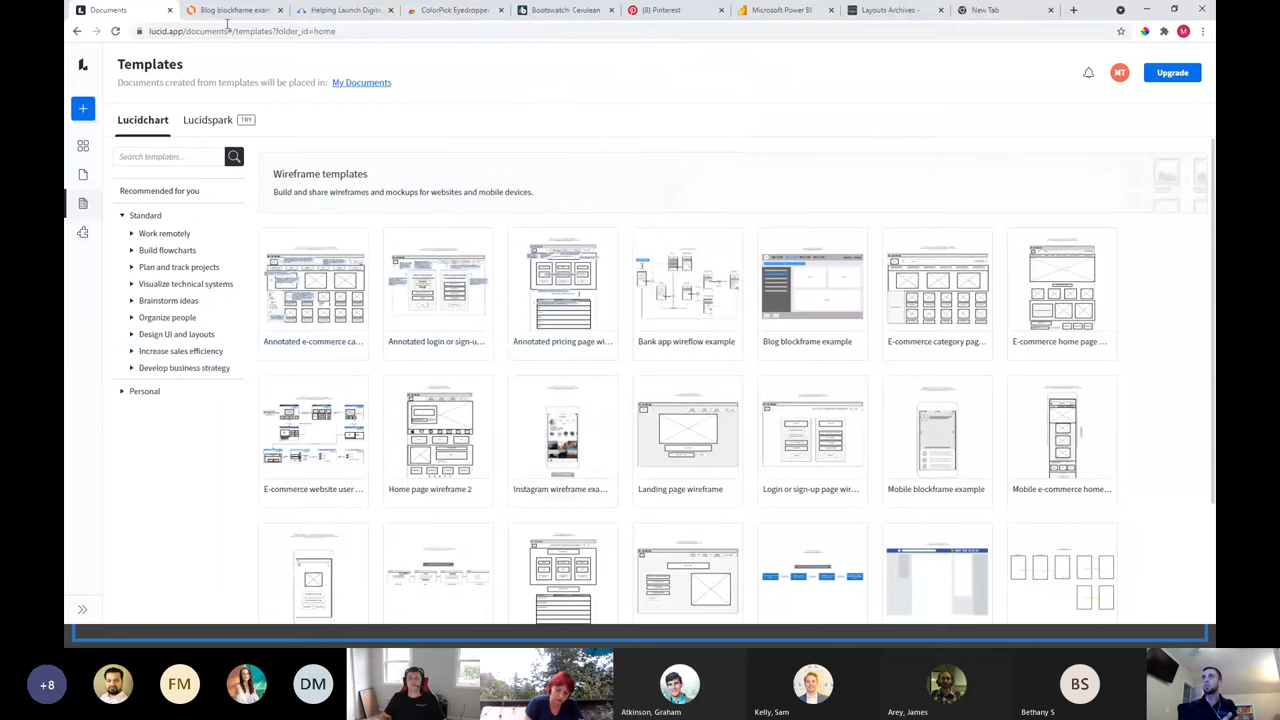 Documents
Blog blockframe exam
Helping Launch Digita
ColorPick Eyedropper
Bootswatch: Cerulean
(8) Pinterest
Microsoft Power BI
Layouts Archives -
New Tab
lucid.app/documents#/templates?folder_id=home
Templates
Documents created from templates will be placed in: My Documents
MT
Upgrade
Lucidchart
Lucidspark TRY
Search templates...
Recommended for you
Standard
Work remotely
Build flowcharts
Plan and track projects
Visualize technical systems
Brainstorm ideas
Organize people
Design UI and layouts
Increase sales efficiency
Develop business strategy
Personal
Wireframe templates
Build and share wireframes and mockups for websites and mobile devices.
Annotated e-commerce ca...
Annotated login or sign-u...
Annotated pricing page wi...
Bank app wireflow example
Blog blockframe example
E-commerce category pag...
E-commerce home page ...
E-commerce website user ...
Home page wireframe 2
Instagram wireframe exa...
Landing page wireframe
Login or sign-up page wir...
Mobile blockframe example
Mobile e-commerce home...
+8
FM
DM
Atkinson, Graham
Kelly, Sam
Arey, James
BS
Bethany S